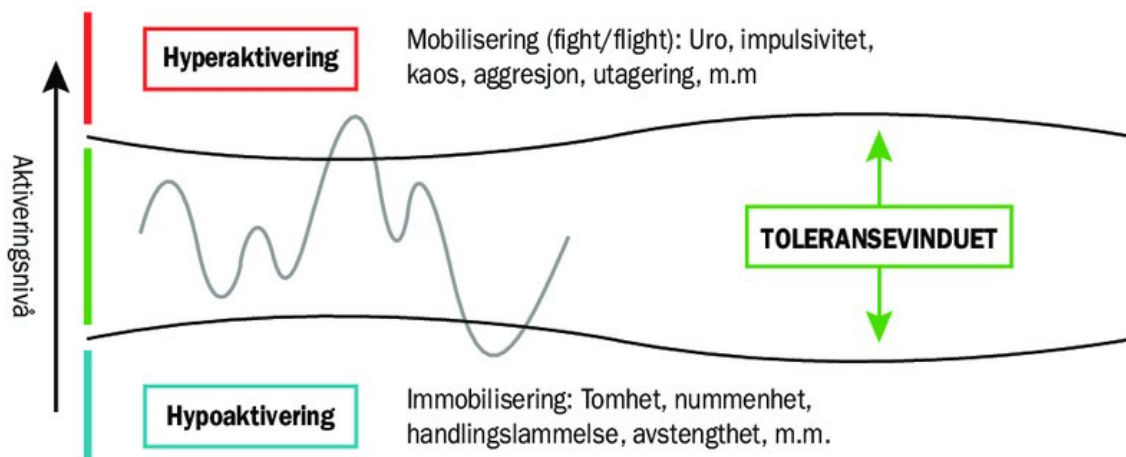 Hyperaktivering
Mobilisering (fight/flight): Uro, impulsivitet,
kaos, aggresjon, utagering, m.m
Aktiveringsnivå
TOLERANSEVINDUET
Hypoaktivering
Immobilisering: Tomhet, nummenhet,
handlingslammelse, avstengthet, m.m.